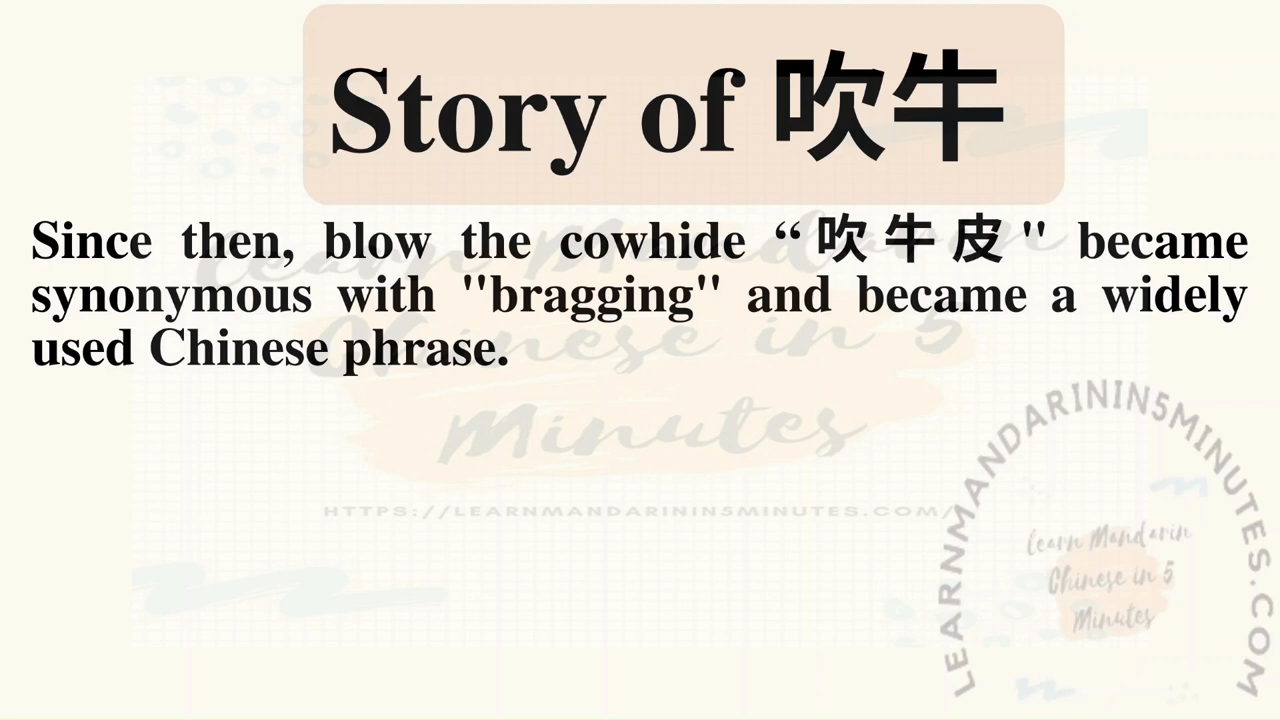 Story of 吹牛
Since then, blow the cowhide “吹牛皮" became
synonymous with "bragging" and became a widely
used Chinese phrase.
Learn Mandarin
Chinese in 5
Minutes
HTTPS://LEARNMANDARININ5MINUTES.COM/
LEARNMANDARININ5MINUTES.COM
Learn Mandarin
Chinese in 5
Minutes